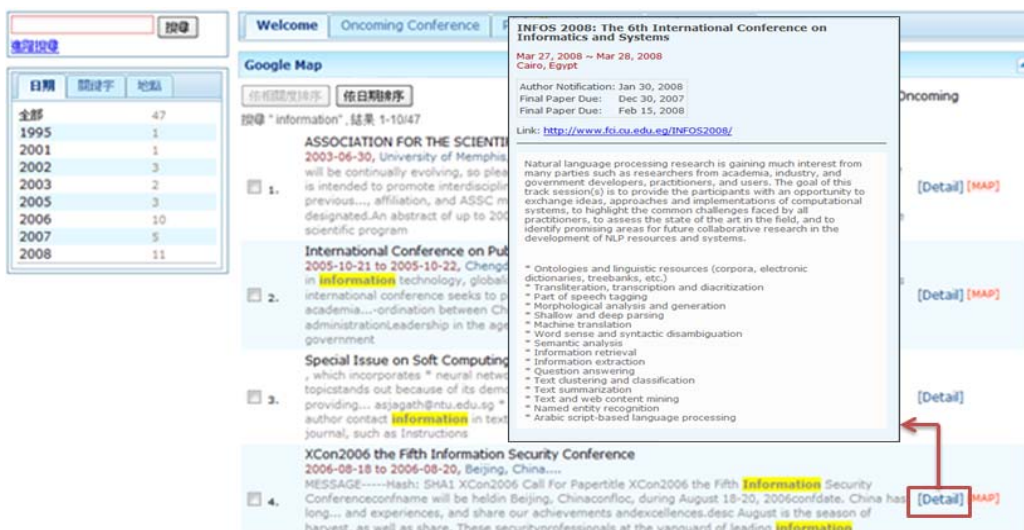 搜尋
進階搜尋
日期 關鍵字 地點
全部 47
1995 1
2001 1
2002 3
2003 2
2005 3
2006 10
2007 5
2008 11
Welcome Oncoming Conference
Google Map
依相關度排序 依日期排序
Oncoming
搜尋 " information" , 結果 1-10/47
ASSOCIATION FOR THE SCIENTI
2003-06-30, University of Memphis,
will be continually evolving, so plea
1. is intended to promote interdisciplin [Detail] [MAP]
previous..., affiliation, and ASSC m
designated.An abstract of up to 200
scientific program
International Conference on Pub
2005-10-21 to 2005-10-22, Chengd
in information technology, globali
2. international conference seeks to p [Detail] [MAP]
academia...-ordination between Ch
administrationLeadership in the age
government
Special Issue on Soft Computing
, which incorporates * neural netwo
topicstands out because of its demo
3. providing... asjagath@ntu.edu.sg * [Detail]
author contact information in text
journal, such as Instructions
XCon2006 the Fifth Information Security Conference
2006-08-18 to 2006-08-20, Beijing, China....
MESSAGE-----Hash: SHA1 XCon2006 Call For Papertitle XCon2006 the Fifth Information Security
4. Conferenceconfname will be heldin Beijing, Chinaconfloc, during August 18-20, 2006confdate. China has [Detail] [MAP]
long... and experiences, and share our achievements andexcellences.desc August is the season of
harvest, as well as share. These securityprofessionals at the vanguard of leading information
INFOS 2008: The 6th International Conference on
Informatics and Systems
Mar 27, 2008 ~ Mar 28, 2008
Cairo, Egypt
Author Notification: Jan 30, 2008
Final Paper Due: Dec 30, 2007
Final Paper Due: Feb 15, 2008
Link: http://www.fci.cu.edu.eg/INFOS2008/
Natural language processing research is gaining much interest from
many parties such as researchers from academia, industry, and
government developers, practitioners, and users. The goal of this
track session(s) is to provide the participants with an opportunity to
exchange ideas, approaches and implementations of computational
systems, to highlight the common challenges faced by all
practitioners, to assess the state of the art in the field, and to
identify promising areas for future collaborative research in the
development of NLP resources and systems.
* Ontologies and linguistic resources (corpora, electronic
dictionaries, treebanks, etc.)
* Transliteration, transcription and diacritization
* Part of speech tagging
* Morphological analysis and generation
* Shallow and deep parsing
* Machine translation
* Word sense and syntactic disambiguation
* Semantic analysis
* Information retrieval
* Information extraction
* Question answering
* Text clustering and classification
* Text summarization
* Text and web content mining
* Named entity recognition
* Arabic script-based language processing